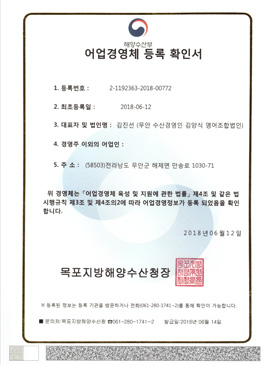 해양수산부
어업경영체 등록 확인서
1. 등록번호 : 2-1192363-2018-00772
2. 최초등록일 : 2018-06-12
3. 대표자 및 법인명 : 김진선 (무안 수산경영인 김양식 영어조합법인)
4. 경영주 이외의 어업인 :
5. 주 소 : (58503)전라남도 무안군 해제면 만송로 1030-71
위 경영체는 「어업경영체 육성 및 지원에 관한 법률」 제4조 및 같은 법
시행규칙 제3조 및 제4조의2에 따라 어업경영정보가 등록 되었음을 확인
합니다.
2018년 06월 12일
목포지방해양수산청장
※ 등록된 정보는 등록 기관을 방문하거나 전화(061-280-1741~2)를 통해 확인이 가능합니다.
■ 문의처:목포지방해양수산청 ☎061-280-1741~2 발급일:2018년 06월 14일